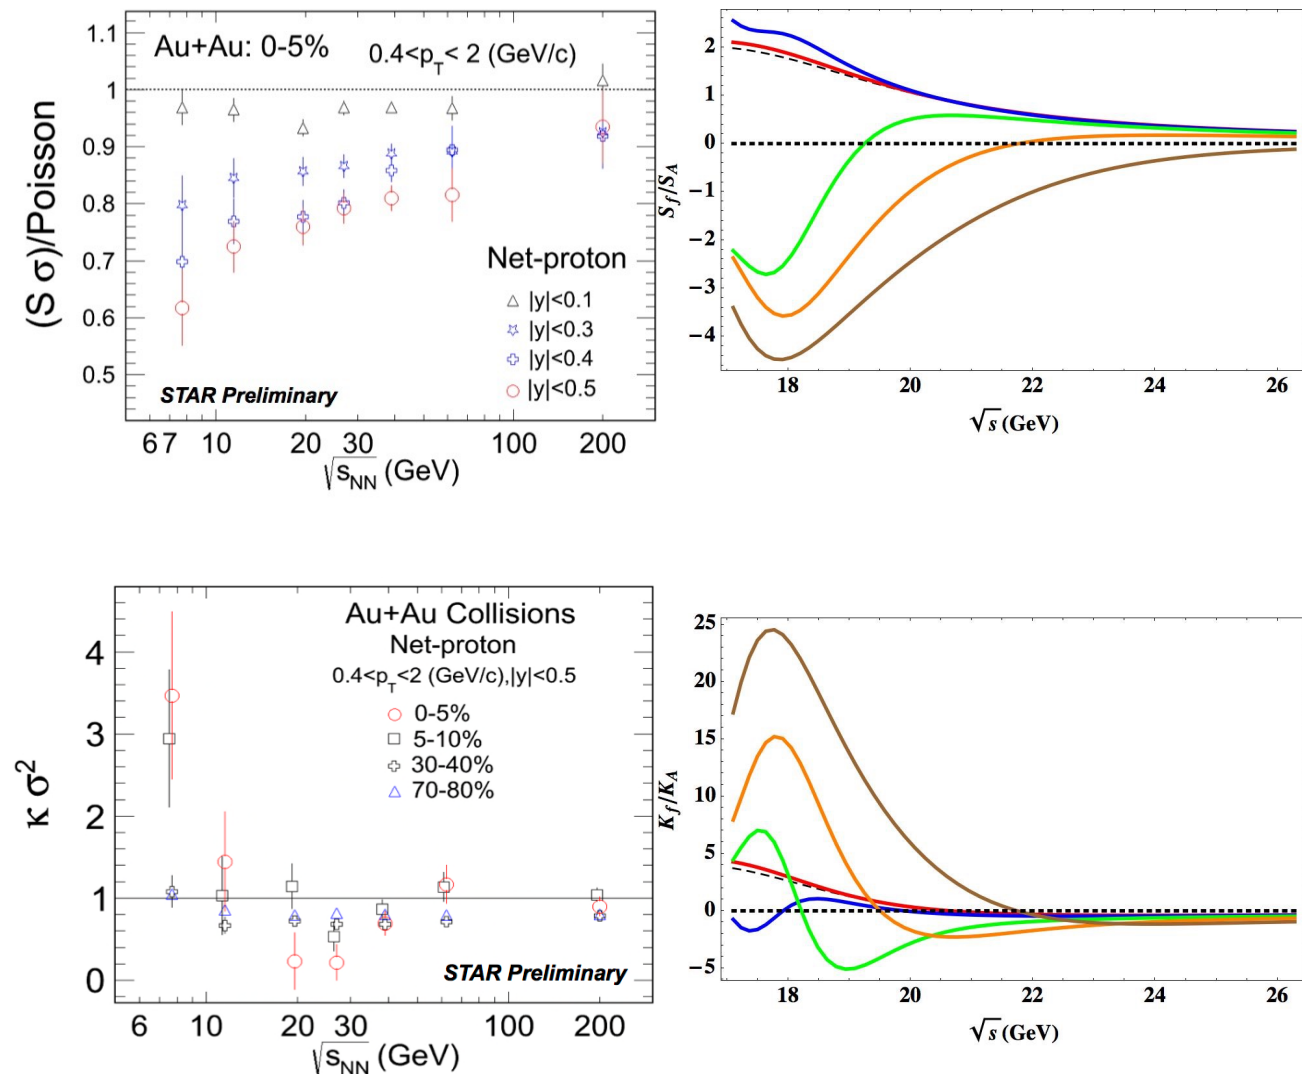 Au+Au: 0-5%
0.4<p_T< 2 (GeV/c)
(S σ)/Poisson
1.1
1
0.9
0.8
0.7
0.6
0.5
Net-proton
|y|<0.1
|y|<0.3
|y|<0.4
|y|<0.5
STAR Preliminary
6 7 10 20 30 100 200
√s_NN (GeV)
S_f/S_A
2
1
0
−1
−2
−3
−4
18 20 22 24 26
√s (GeV)
Au+Au Collisions
Net-proton
0.4<p_T<2 (GeV/c),|y|<0.5
0-5%
5-10%
30-40%
70-80%
κ σ²
4
3
2
1
0
STAR Preliminary
6 10 20 30 100 200
√s_NN (GeV)
K_f/K_A
25
20
15
10
5
0
−5
18 20 22 24 26
√s (GeV)